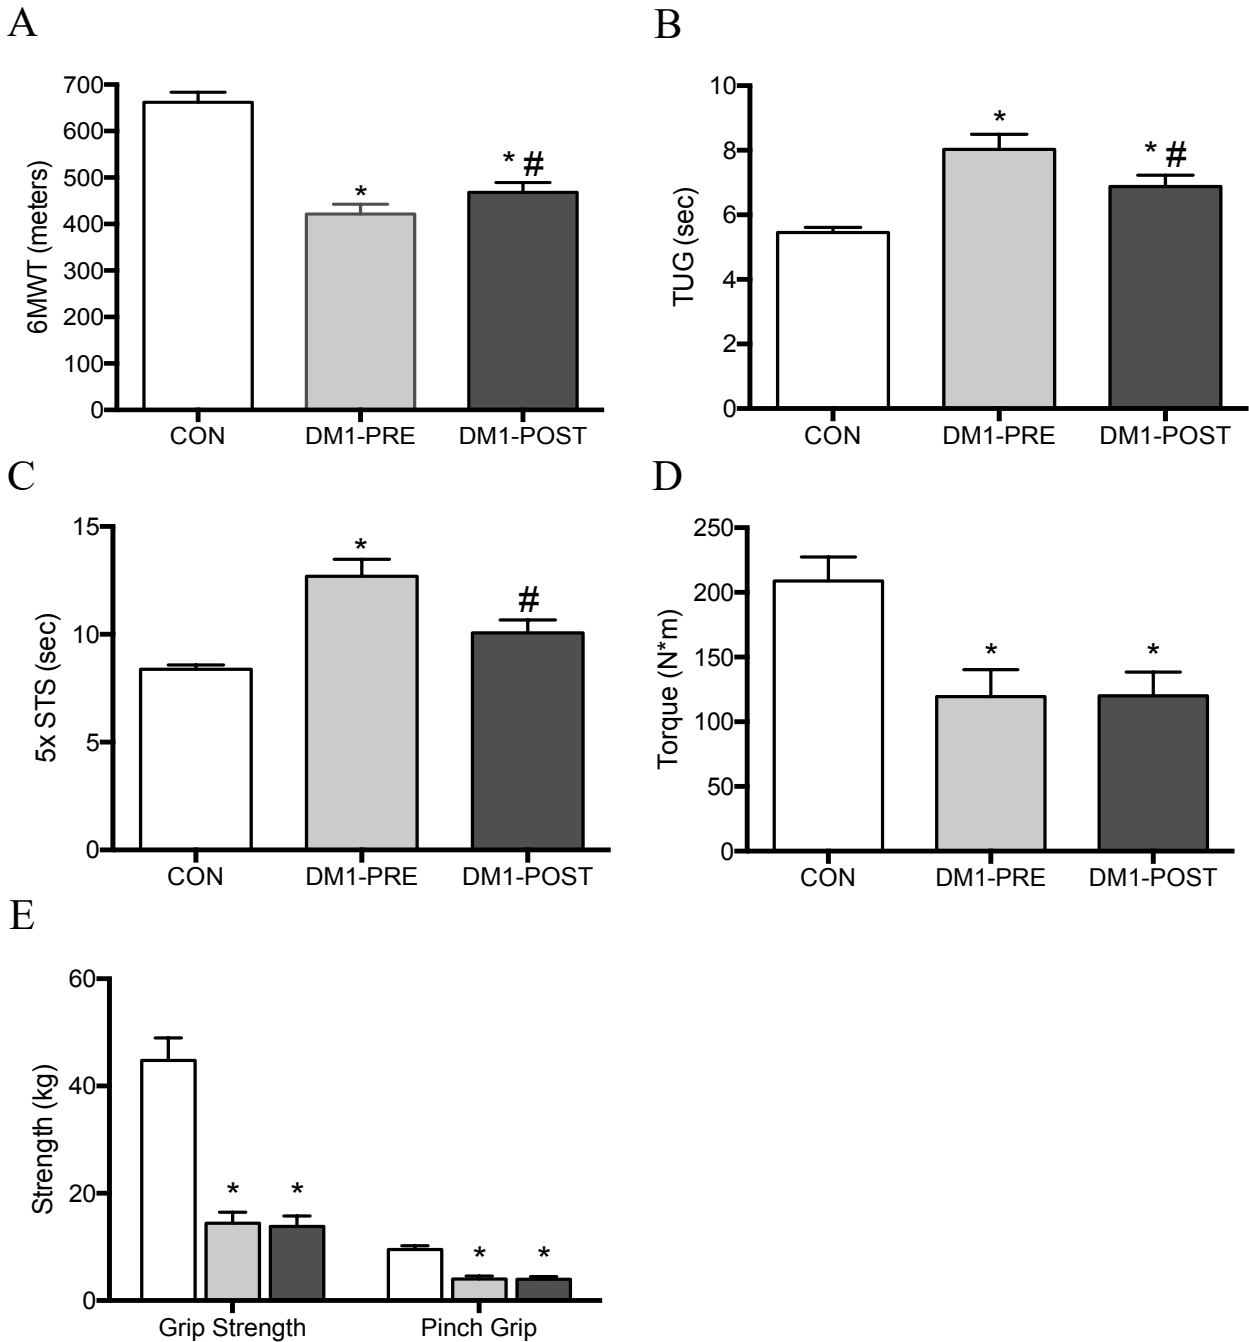 A
B
700
600
500
400
300
200
100
0
6MWT (meters)
*
* #
CON DM1-PRE DM1-POST
10
8
6
4
2
0
TUG (sec)
*
* #
CON DM1-PRE DM1-POST
C
D
15
10
5
0
5x STS (sec)
*
#
CON DM1-PRE DM1-POST
250
200
150
100
50
0
Torque (N*m)
* *
CON DM1-PRE DM1-POST
E
60
40
20
0
Strength (kg)
* *
* *
Grip Strength Pinch Grip